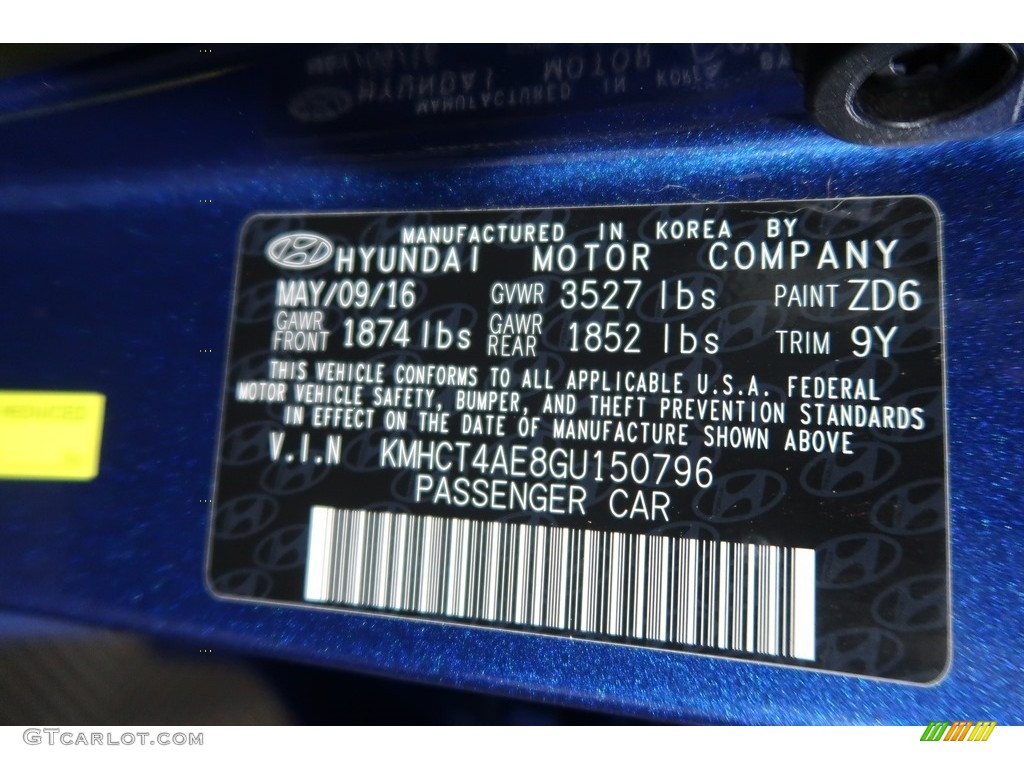 MANUFACTURED IN KOREA BY
HYUNDAI MOTOR COMPANY
MAY/09/16 GVWR 3527 lbs PAINT ZD6
GAWR FRONT 1874 lbs GAWR REAR 1852 lbs TRIM 9Y
THIS VEHICLE CONFORMS TO ALL APPLICABLE U.S.A. FEDERAL
MOTOR VEHICLE SAFETY, BUMPER, AND THEFT PREVENTION STANDARDS
IN EFFECT ON THE DATE OF MANUFACTURE SHOWN ABOVE
V.I.N KMHCT4AE8GU150796
PASSENGER CAR
GTcarlot.com